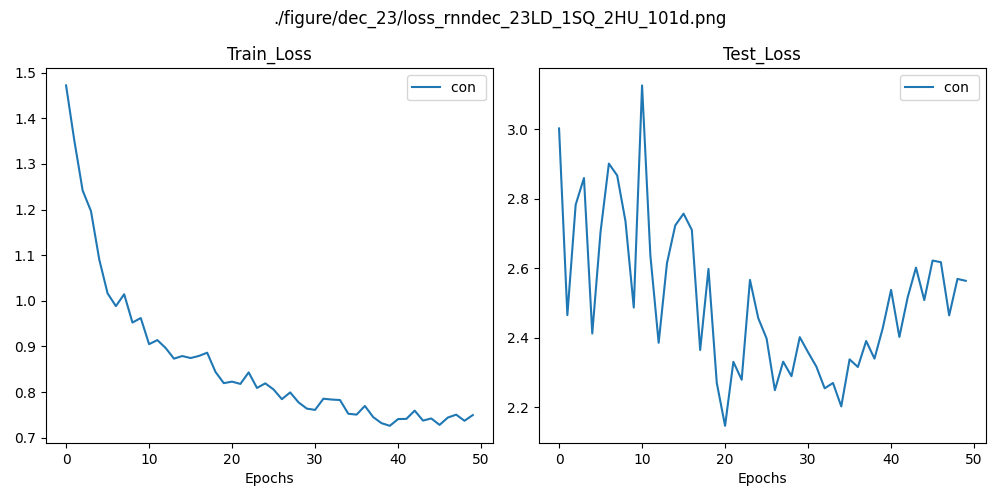 ./figure/dec_23/loss_rnndec_23LD_1SQ_2HU_101d.png
Train_Loss
con
1.5
1.4
1.3
1.2
1.1
1.0
0.9
0.8
0.7
0 10 20 30 40 50
Epochs
Test_Loss
con
3.0
2.8
2.6
2.4
2.2
0 10 20 30 40 50
Epochs